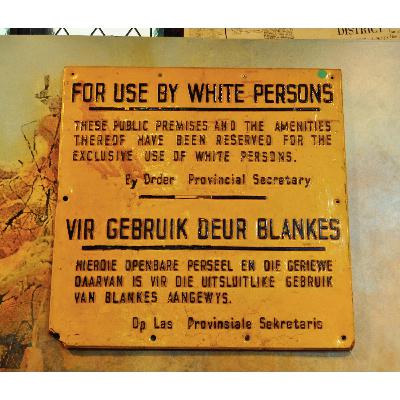 DISTRICT
FOR USE BY WHITE PERSONS
THESE PUBLIC PREMISES AND THE AMENITIES
THEREOF HAVE BEEN RESERVED FOR THE
EXCLUSIVE USE OF WHITE PERSONS.
By Order Provincial Secretary
VIR GEBRUIK DEUR BLANKES
HIERDIE OPENBARE PERSEEL EN DIE GERIEWE
DAARVAN IS VIR DIE UITSLUITLIKE GEBRUIK
VAN BLANKES AANGEWYS.
Op Las Provinsiale Sekretaris